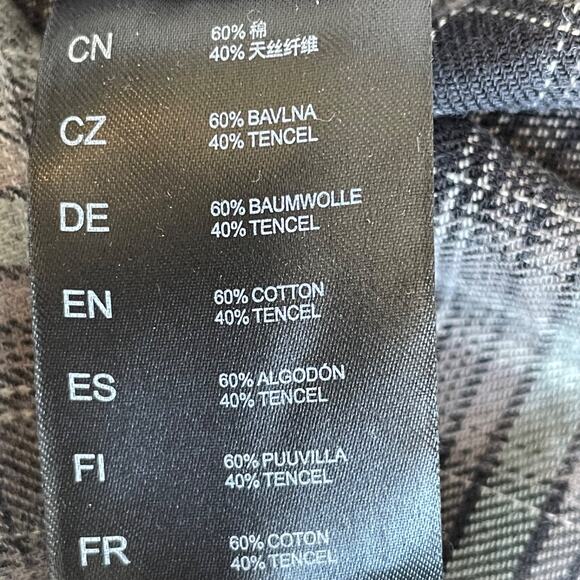 CN 60% 棉
40% 天丝纤维
CZ 60% BAVLNA
40% TENCEL
DE 60% BAUMWOLLE
40% TENCEL
EN 60% COTTON
40% TENCEL
ES 60% ALGODÓN
40% TENCEL
FI 60% PUUVILLA
40% TENCEL
FR 60% COTON
40% TENCEL